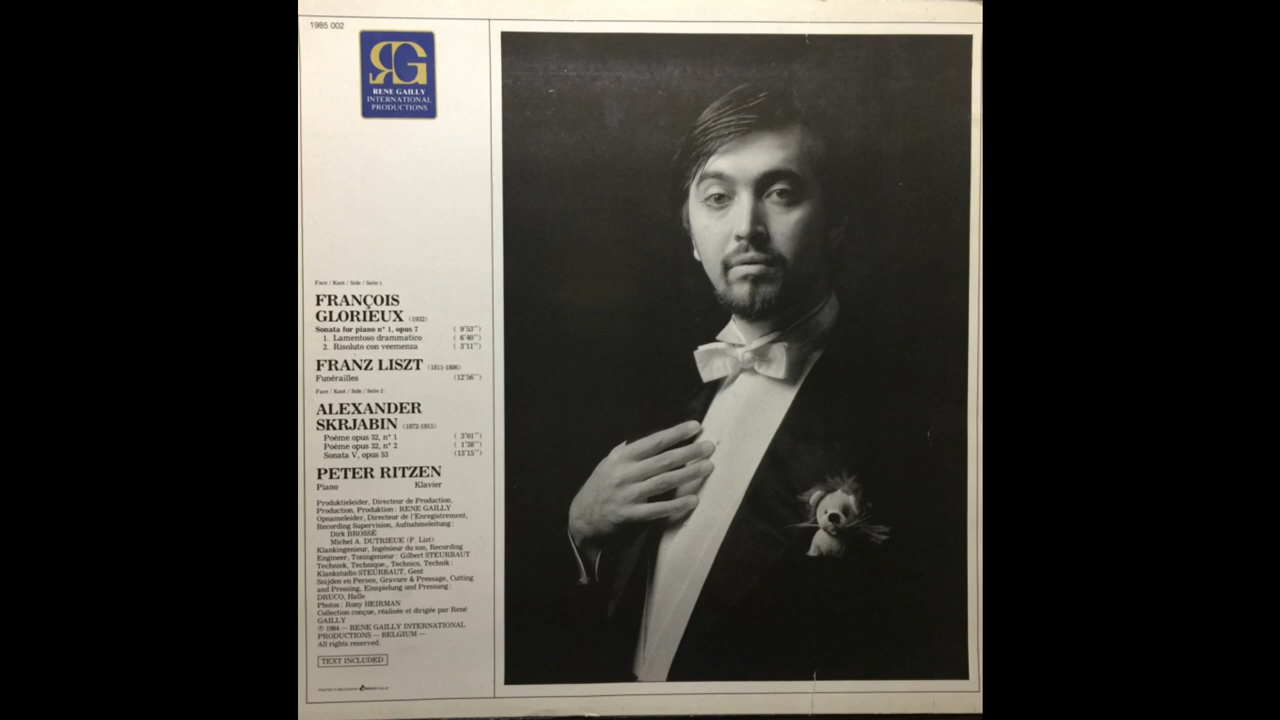 1985 002
RG
RENE GAILLY
INTERNATIONAL
PRODUCTIONS
Face / Kant / Side / Seite 1
FRANÇOIS
GLORIEUX (1932)
Sonata for piano n° 1, opus 7 ( 9'53'')
1. Lamentoso drammatico ( 6'40'')
2. Risoluto con veemenza ( 3'11'')
FRANZ LISZT (1811-1886)
Funérailles (12'56'')
Face / Kant / Side / Seite 2
ALEXANDER
SKRJABIN (1872-1915)
Poème opus 32, n° 1 ( 3'01'')
Poème opus 32, n° 2 ( 1'38'')
Sonata V, opus 53 (13'15'')
PETER RITZEN
Piano Klavier
Produktieleider, Directeur de Production,
Production, Produktion : RENE GAILLY
Opnameleider, Directeur de l'Enregistrement,
Recording Supervision, Aufnahmeleitung :
Dirk BROSSE
Michel A. DUTRIEUE (F. Liszt)
Klankingenieur, Ingénieur du son, Recording
Engineer, Toningenieur : Gilbert STEURBAUT
Techniek, Technique,, Technics, Technik :
Klankstudio STEURBAUT, Gent
Snijden en Persen, Gravure & Pressage, Cutting
and Pressing, Einspielung und Pressung :
DRUCO, Halle
Photos : Rony HEIRMAN
Collection conçue, réalisée et dirigée par René
GAILLY
℗ 1984 — RENE GAILLY INTERNATIONAL
PRODUCTIONS — BELGIUM —
All rights reserved.
TEXT INCLUDED
PRINTED IN BELGIUM BY